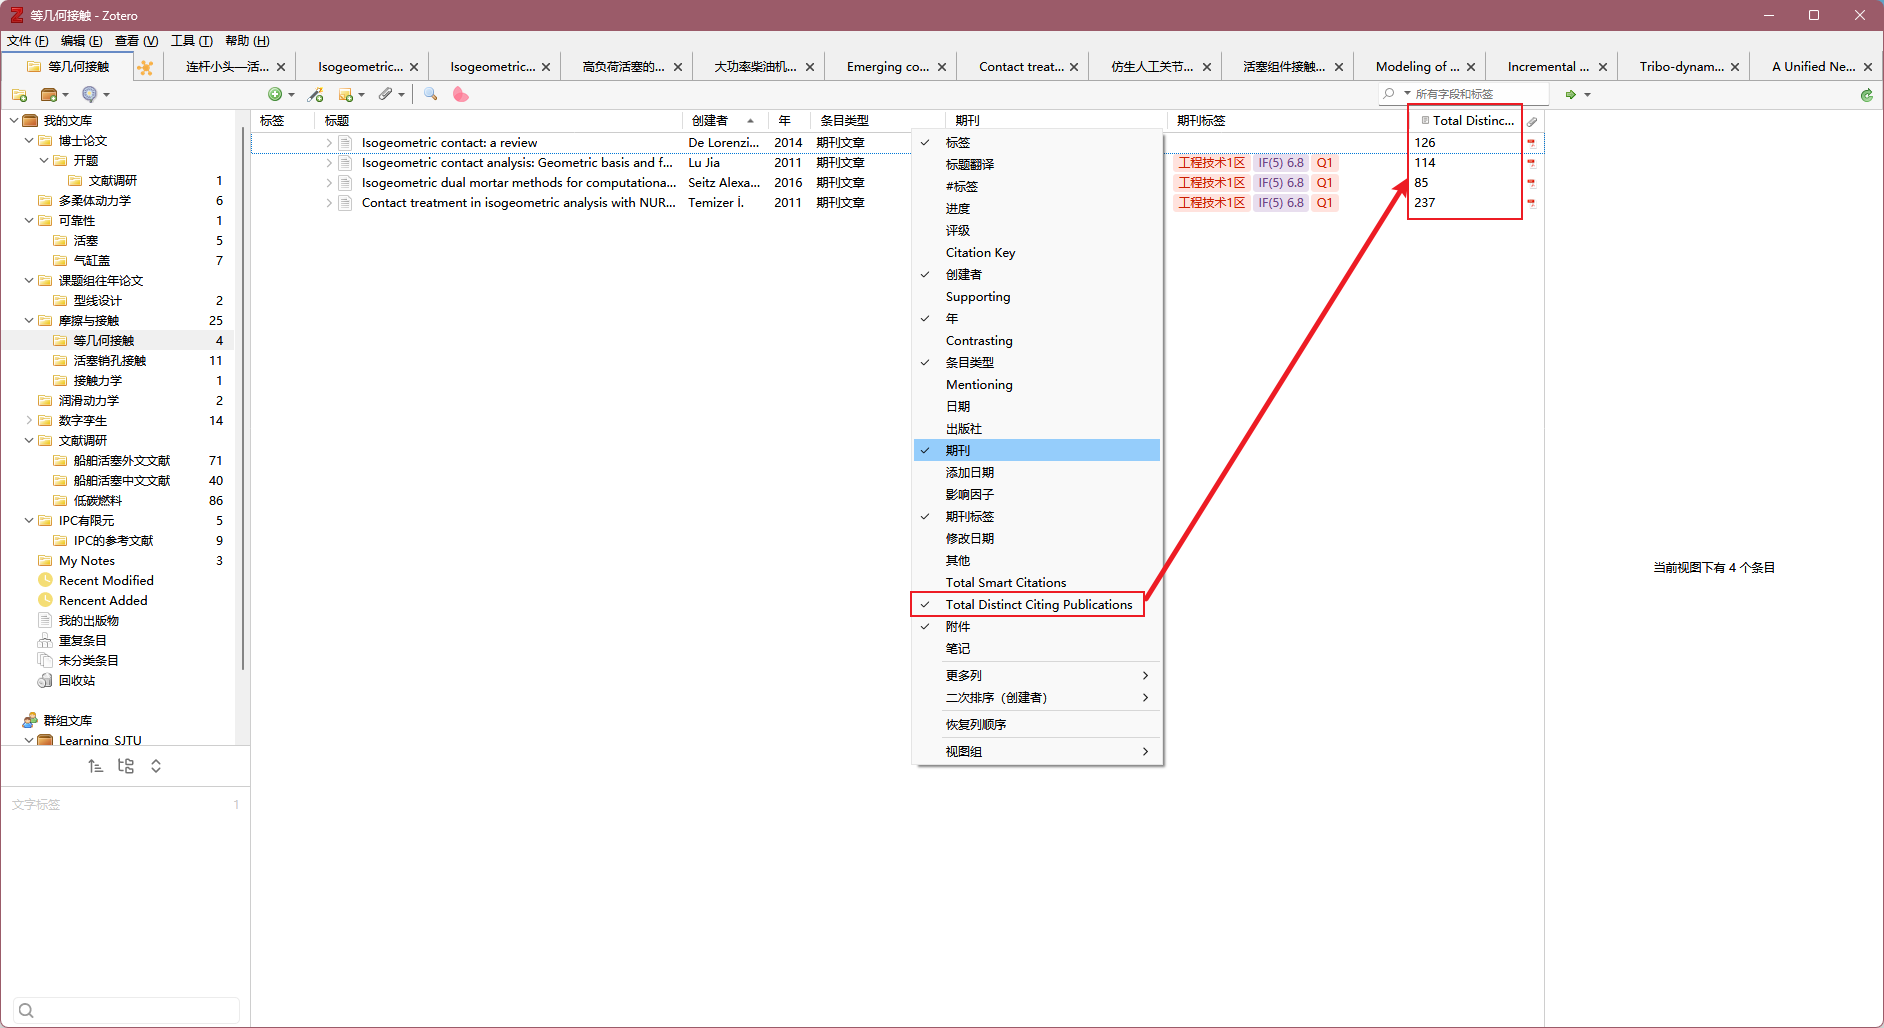 等几何接触 - Zotero
文件 (F) 编辑 (E) 查看 (V) 工具 (T) 帮助 (H)
等几何接触 连杆小头—活... Isogeometric... Isogeometric... 高负荷活塞的... 大功率柴油机... Emerging co... Contact treat... 仿生人工关节... 活塞组件接触... Modeling of ... Incremental ... Tribo-dynam... A Unified Ne...
所有字段和标签
我的文库
博士论文
开题
文献调研 1
多柔体动力学 6
可靠性 1
活塞 5
气缸盖 7
课题组往年论文
型线设计 2
摩擦与接触 25
等几何接触 4
活塞销孔接触 11
接触力学 1
润滑动力学 2
数字孪生 14
文献调研
船舶活塞外文文献 71
船舶活塞中文文献 40
低碳燃料 86
IPC有限元 5
IPC的参考文献 9
My Notes 3
Recent Modified
Rencent Added
我的出版物
重复条目
未分类条目
回收站
群组文库
Learning SJTU
文字标签 1
标签 标题 创建者 年 条目类型 期刊 期刊标签 Total Distinc...
Isogeometric contact: a review De Lorenzi... 2014 期刊文章 126
Isogeometric contact analysis: Geometric basis and f... Lu Jia 2011 期刊文章 工程技术1区 IF(5) 6.8 Q1 114
Isogeometric dual mortar methods for computationa... Seitz Alexa... 2016 期刊文章 工程技术1区 IF(5) 6.8 Q1 85
Contact treatment in isogeometric analysis with NUR... Temizer İ. 2011 期刊文章 工程技术1区 IF(5) 6.8 Q1 237
标签
标题翻译
#标签
进度
评级
Citation Key
创建者
Supporting
年
Contrasting
条目类型
Mentioning
日期
出版社
期刊
添加日期
影响因子
期刊标签
修改日期
其他
Total Smart Citations
Total Distinct Citing Publications
附件
笔记
更多列
二次排序（创建者）
恢复列顺序
视图组
当前视图下有 4 个条目